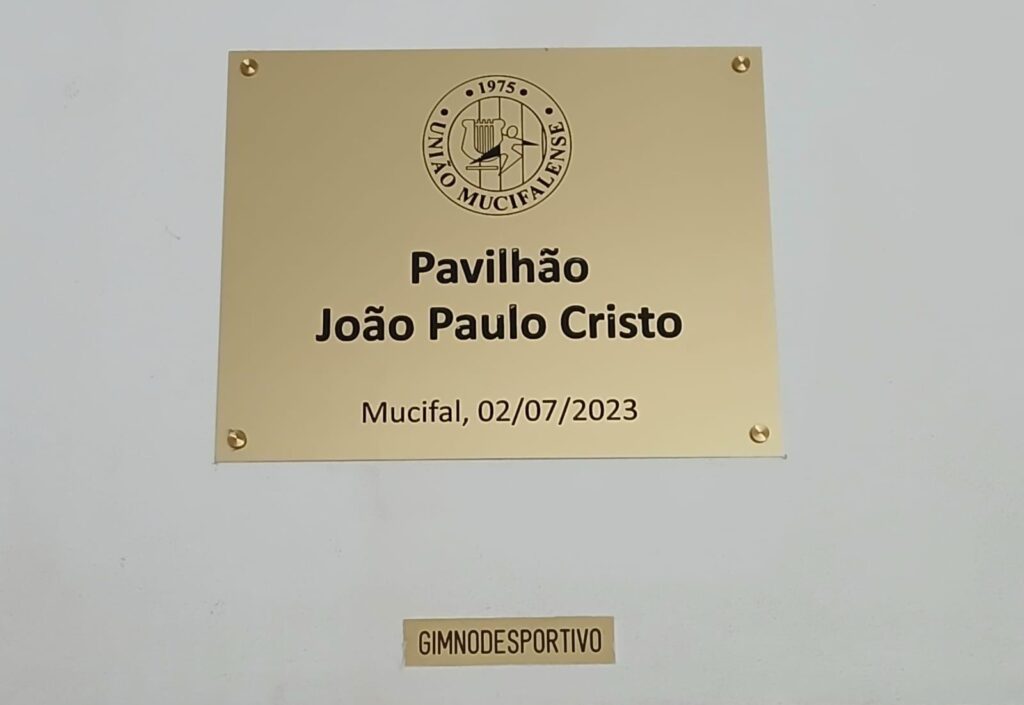 • 1975 •
• UNIÃO MUCIFALENSE •
Pavilhão
João Paulo Cristo
Mucifal, 02/07/2023
GIMNODESPORTIVO